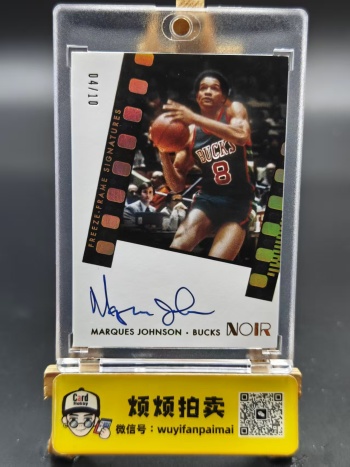 04/10
FREEZE-FRAME SIGNATURES
BUCKS
8
MARQUES JOHNSON • BUCKS NOIR
Card
Hobby
烦烦拍卖
微信号：wuyifanpaimai